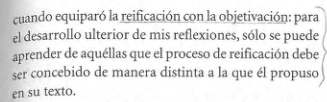 cuando equiparó la reificación con la objetivación: para
el desarrollo ulterior de mis reflexiones, sólo se puede
aprender de aquéllas que el proceso de reificación debe
ser concebido de manera distinta a la que él propuso
en su texto.